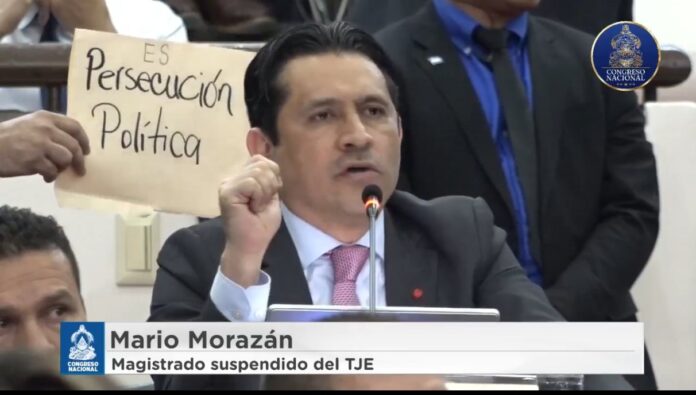 ES
Persecución
Política
CONGRESO
NACIONAL
Mario Morazán
Magistrado suspendido del TJE
CONGRESO
NACIONAL